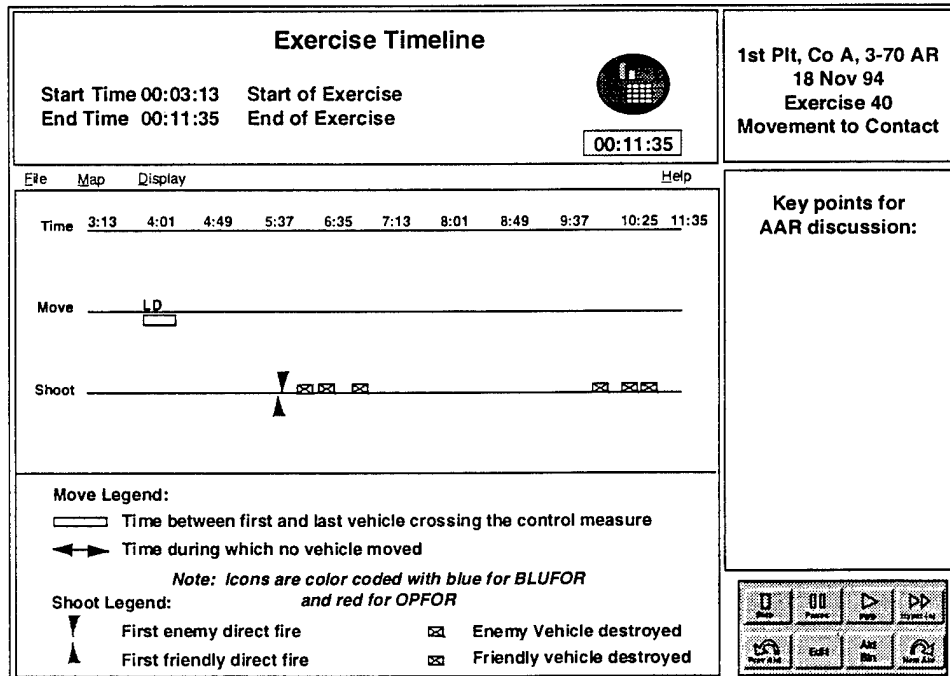 Exercise Timeline
Start Time 00:03:13 Start of Exercise
End Time 00:11:35 End of Exercise
00:11:35
1st Plt, Co A, 3-70 AR
18 Nov 94
Exercise 40
Movement to Contact
File Map Display Help
Time 3:13 4:01 4:49 5:37 6:35 7:13 8:01 8:49 9:37 10:25 11:35
Move LD
Shoot
Key points for
AAR discussion:
Move Legend:
Time between first and last vehicle crossing the control measure
Time during which no vehicle moved
Note: Icons are color coded with blue for BLUFOR
and red for OPFOR
Shoot Legend:
First enemy direct fire Enemy Vehicle destroyed
First friendly direct fire Friendly vehicle destroyed
Pause
Edit